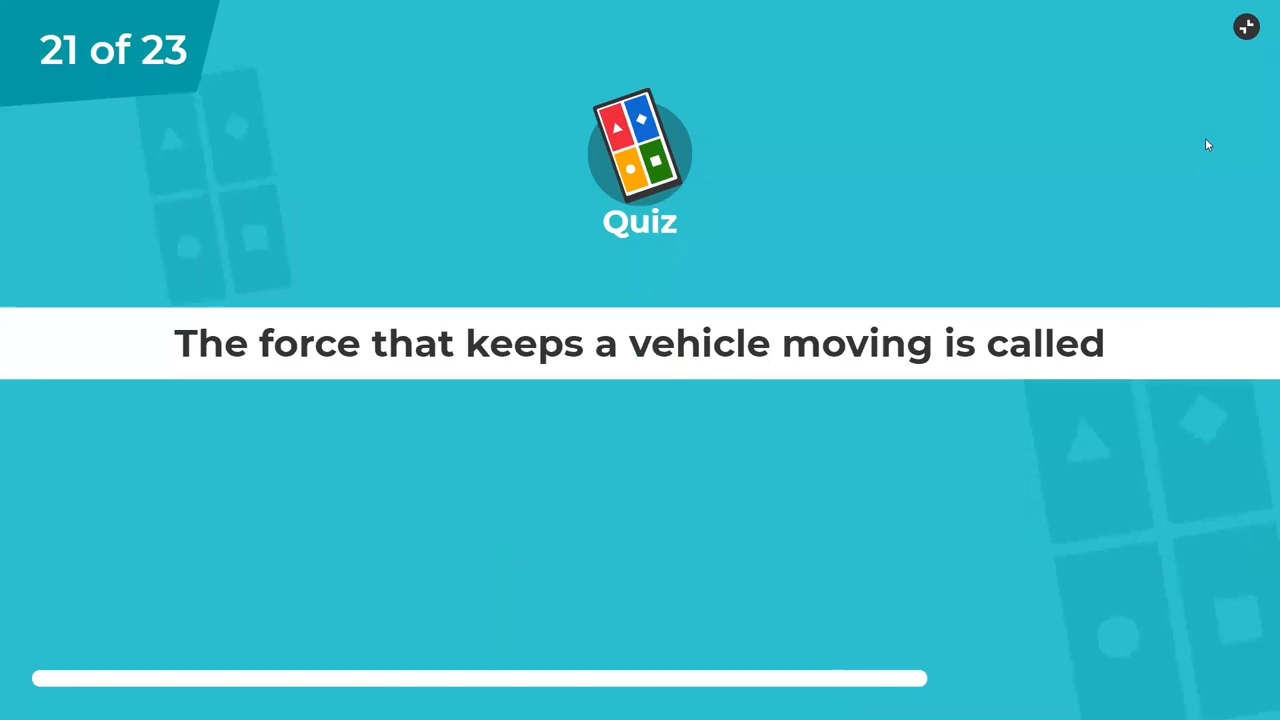 21 of 23
Quiz
The force that keeps a vehicle moving is called